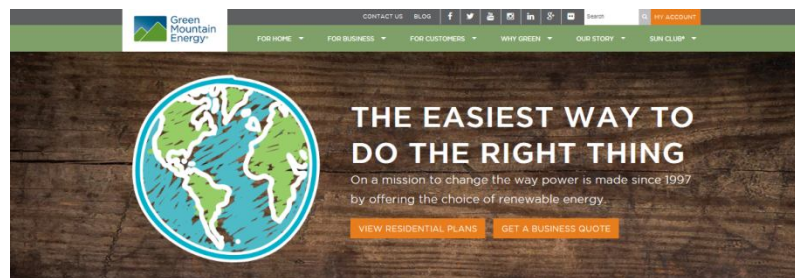 CONTACT US BLOG
Search
MY ACCOUNT
Green
Mountain
Energy®
FOR HOME FOR BUSINESS FOR CUSTOMERS WHY GREEN OUR STORY SUN CLUB®
THE EASIEST WAY TO
DO THE RIGHT THING
On a mission to change the way power is made since 1997
by offering the choice of renewable energy.
VIEW RESIDENTIAL PLANS GET A BUSINESS QUOTE